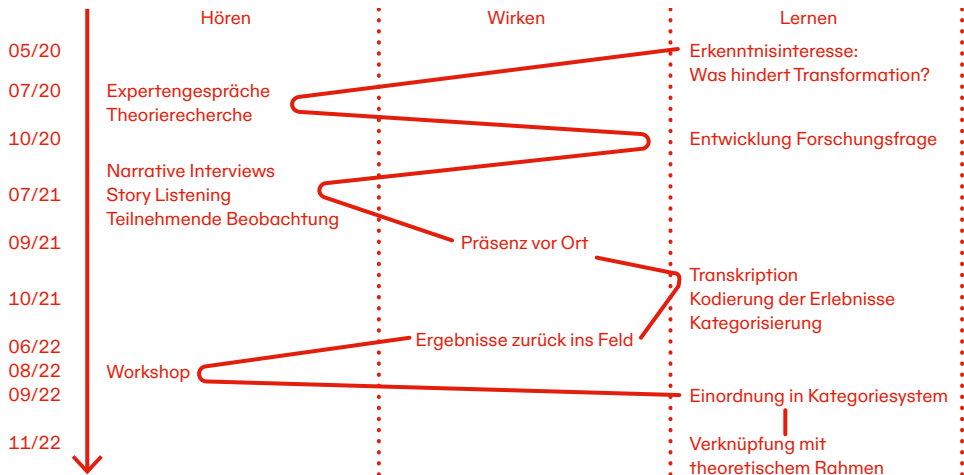 Hören
Wirken
Lernen
05/20
Erkenntnisinteresse:
Was hindert Transformation?
07/20
Expertengespräche
Theorierecherche
10/20
Entwicklung Forschungsfrage
Narrative Interviews
07/21
Story Listening
Teilnehmende Beobachtung
09/21
Präsenz vor Ort
Transkription
10/21
Kodierung der Erlebnisse
Kategorisierung
06/22
Ergebnisse zurück ins Feld
08/22
Workshop
09/22
Einordnung in Kategoriesystem
11/22
Verknüpfung mit
theoretischem Rahmen